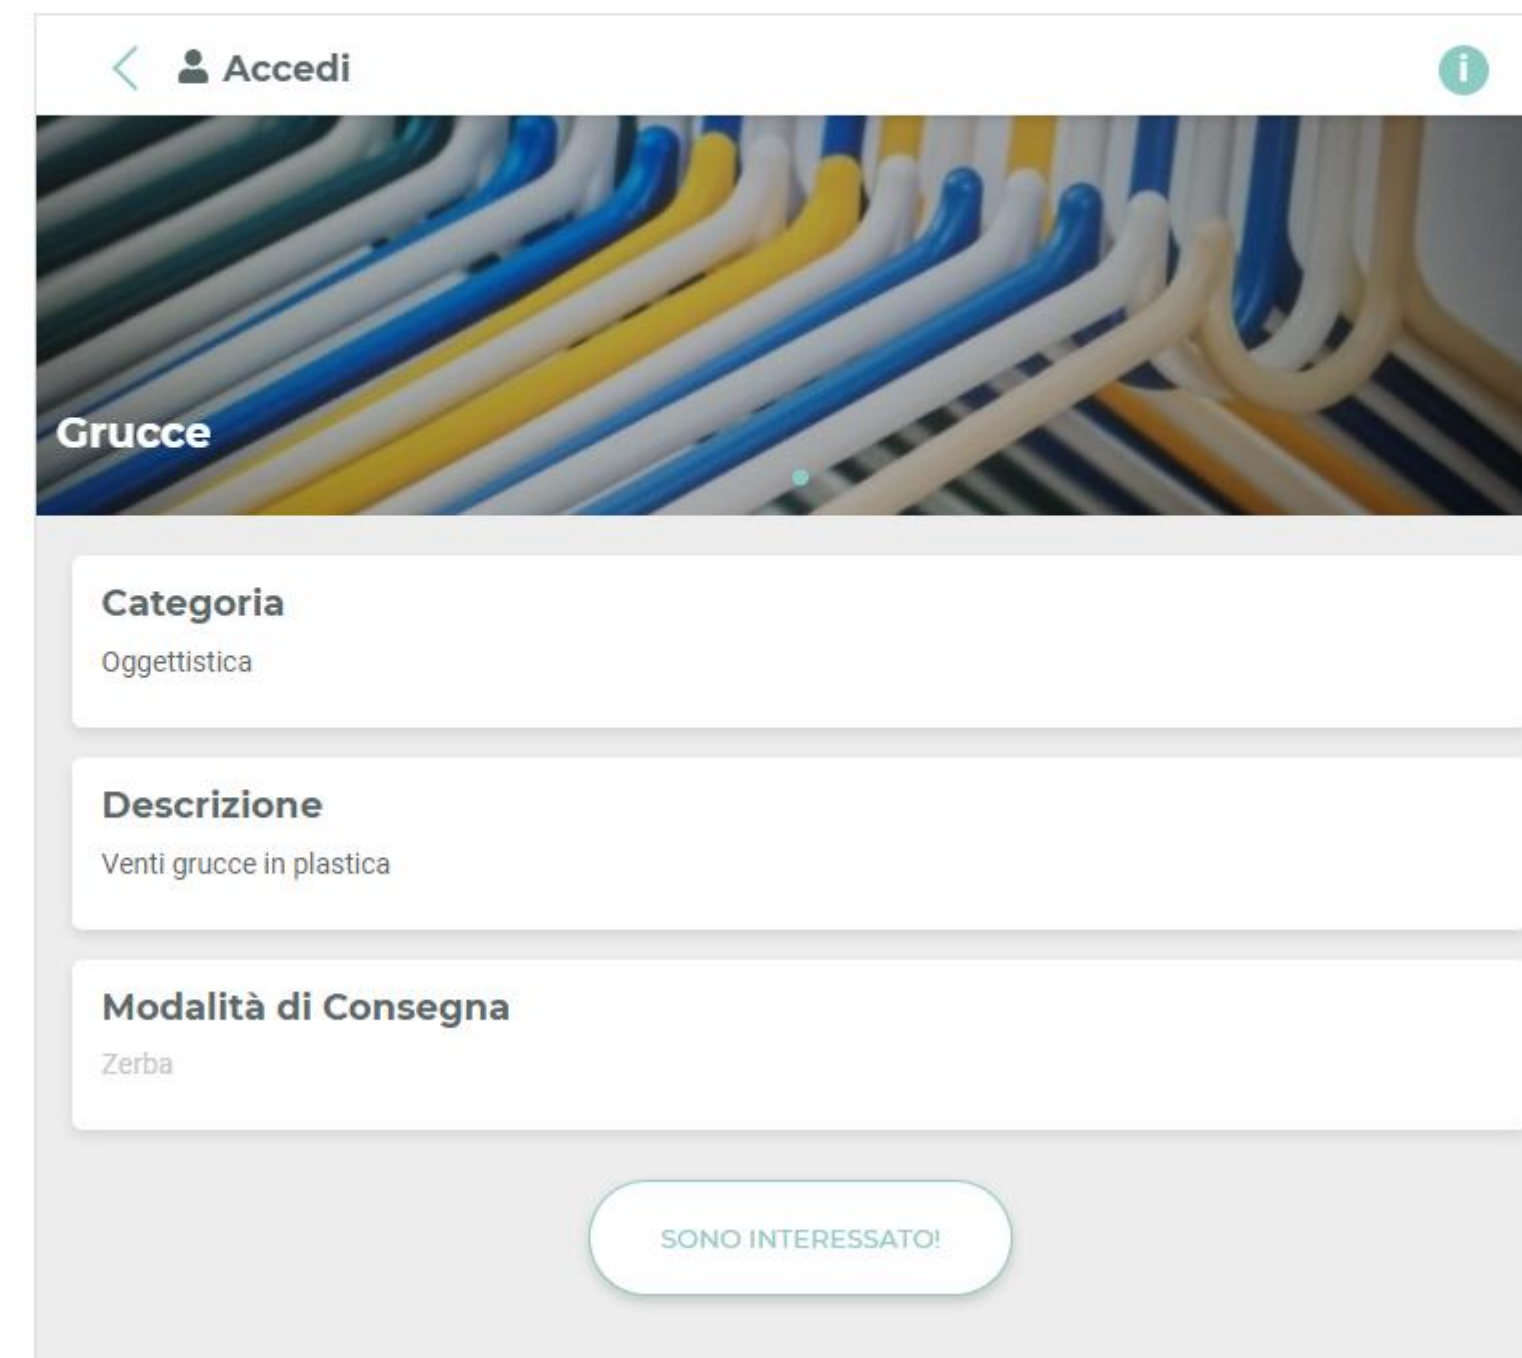 Accedi
i
Grucce
Categoria
Oggettistica
Descrizione
Venti grucce in plastica
Modalità di Consegna
Zerba
SONO INTERESSATO!